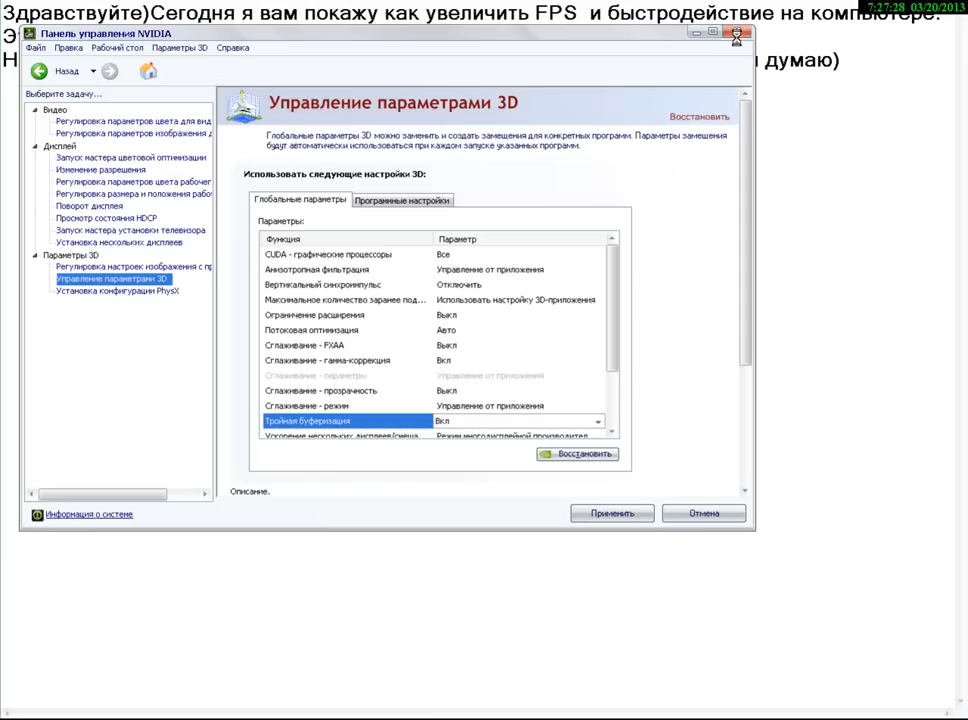 Здравствуйте)Сегодня я вам покажу как увеличить FPS и быстродействие на компьютере.
7:27:28 03/20/2013
Э
Н
думаю)
Панель управления NVIDIA
Файл Правка Рабочий стол Параметры 3D Справка
Назад
Выберите задачу...
Видео
Регулировка параметров цвета для вид
Регулировка параметров изображения д
Дисплей
Запуск мастера цветовой оптимизации
Изменение разрешения
Регулировка параметров цвета рабочег
Регулировка размера и положения рабо
Поворот дисплея
Просмотр состояния HDCP
Запуск мастера установки телевизора
Установка нескольких дисплеев
Параметры 3D
Регулировка настроек изображения с пр
Управление параметрами 3D
Установка конфигурации PhysX
Информация о системе
Управление параметрами 3D
Восстановить
Глобальные параметры 3D можно заменить и создать замещения для конкретных программ. Параметры замещения
будут автоматически использоваться при каждом запуске указанных программ.
Использовать следующие настройки 3D:
Глобальные параметры Программные настройки
Параметры:
Функция Параметр
CUDA - графические процессоры Все
Анизотропная фильтрация Управление от приложения
Вертикальный синхроимпульс Отключить
Максимальное количество заранее под... Использовать настройку 3D-приложения
Ограничение расширения Выкл
Потоковая оптимизация Авто
Сглаживание - FXAA Выкл
Сглаживание - гамма-коррекция Вкл
Сглаживание - параметры Управление от приложения
Сглаживание - прозрачность Выкл
Сглаживание - режим Управление от приложения
Тройная буферизация Вкл
Ускорение нескольких дисплеев/смеша Режим многодисплейной производител
Восстановить
Описание.
Применить Отмена